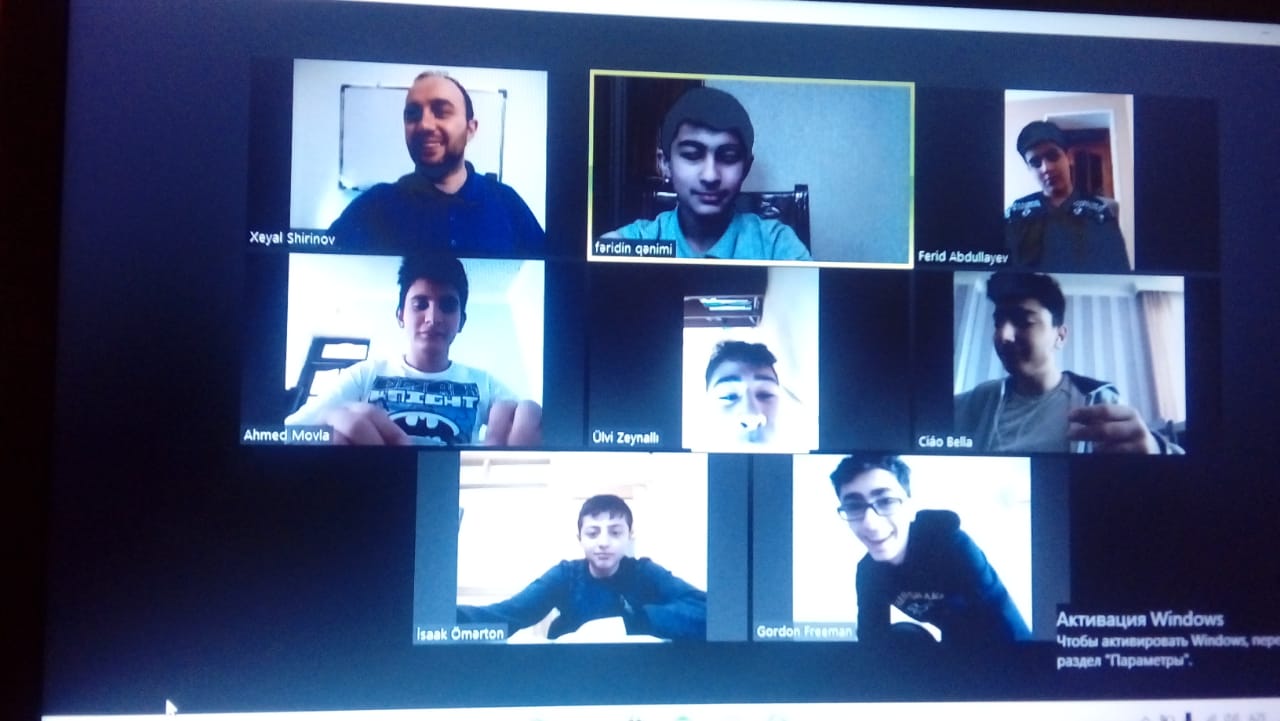 Xeyal Shirinov
fəridin qənimi
Ferid Abdullayev
KNIGHT
Ahmed Movla
Ülvi Zeynallı
Ciáo Bella
İsaak Ömərton
Gordon Freeman
Активация Windows
Чтобы активировать Windows, пере
раздел "Параметры".